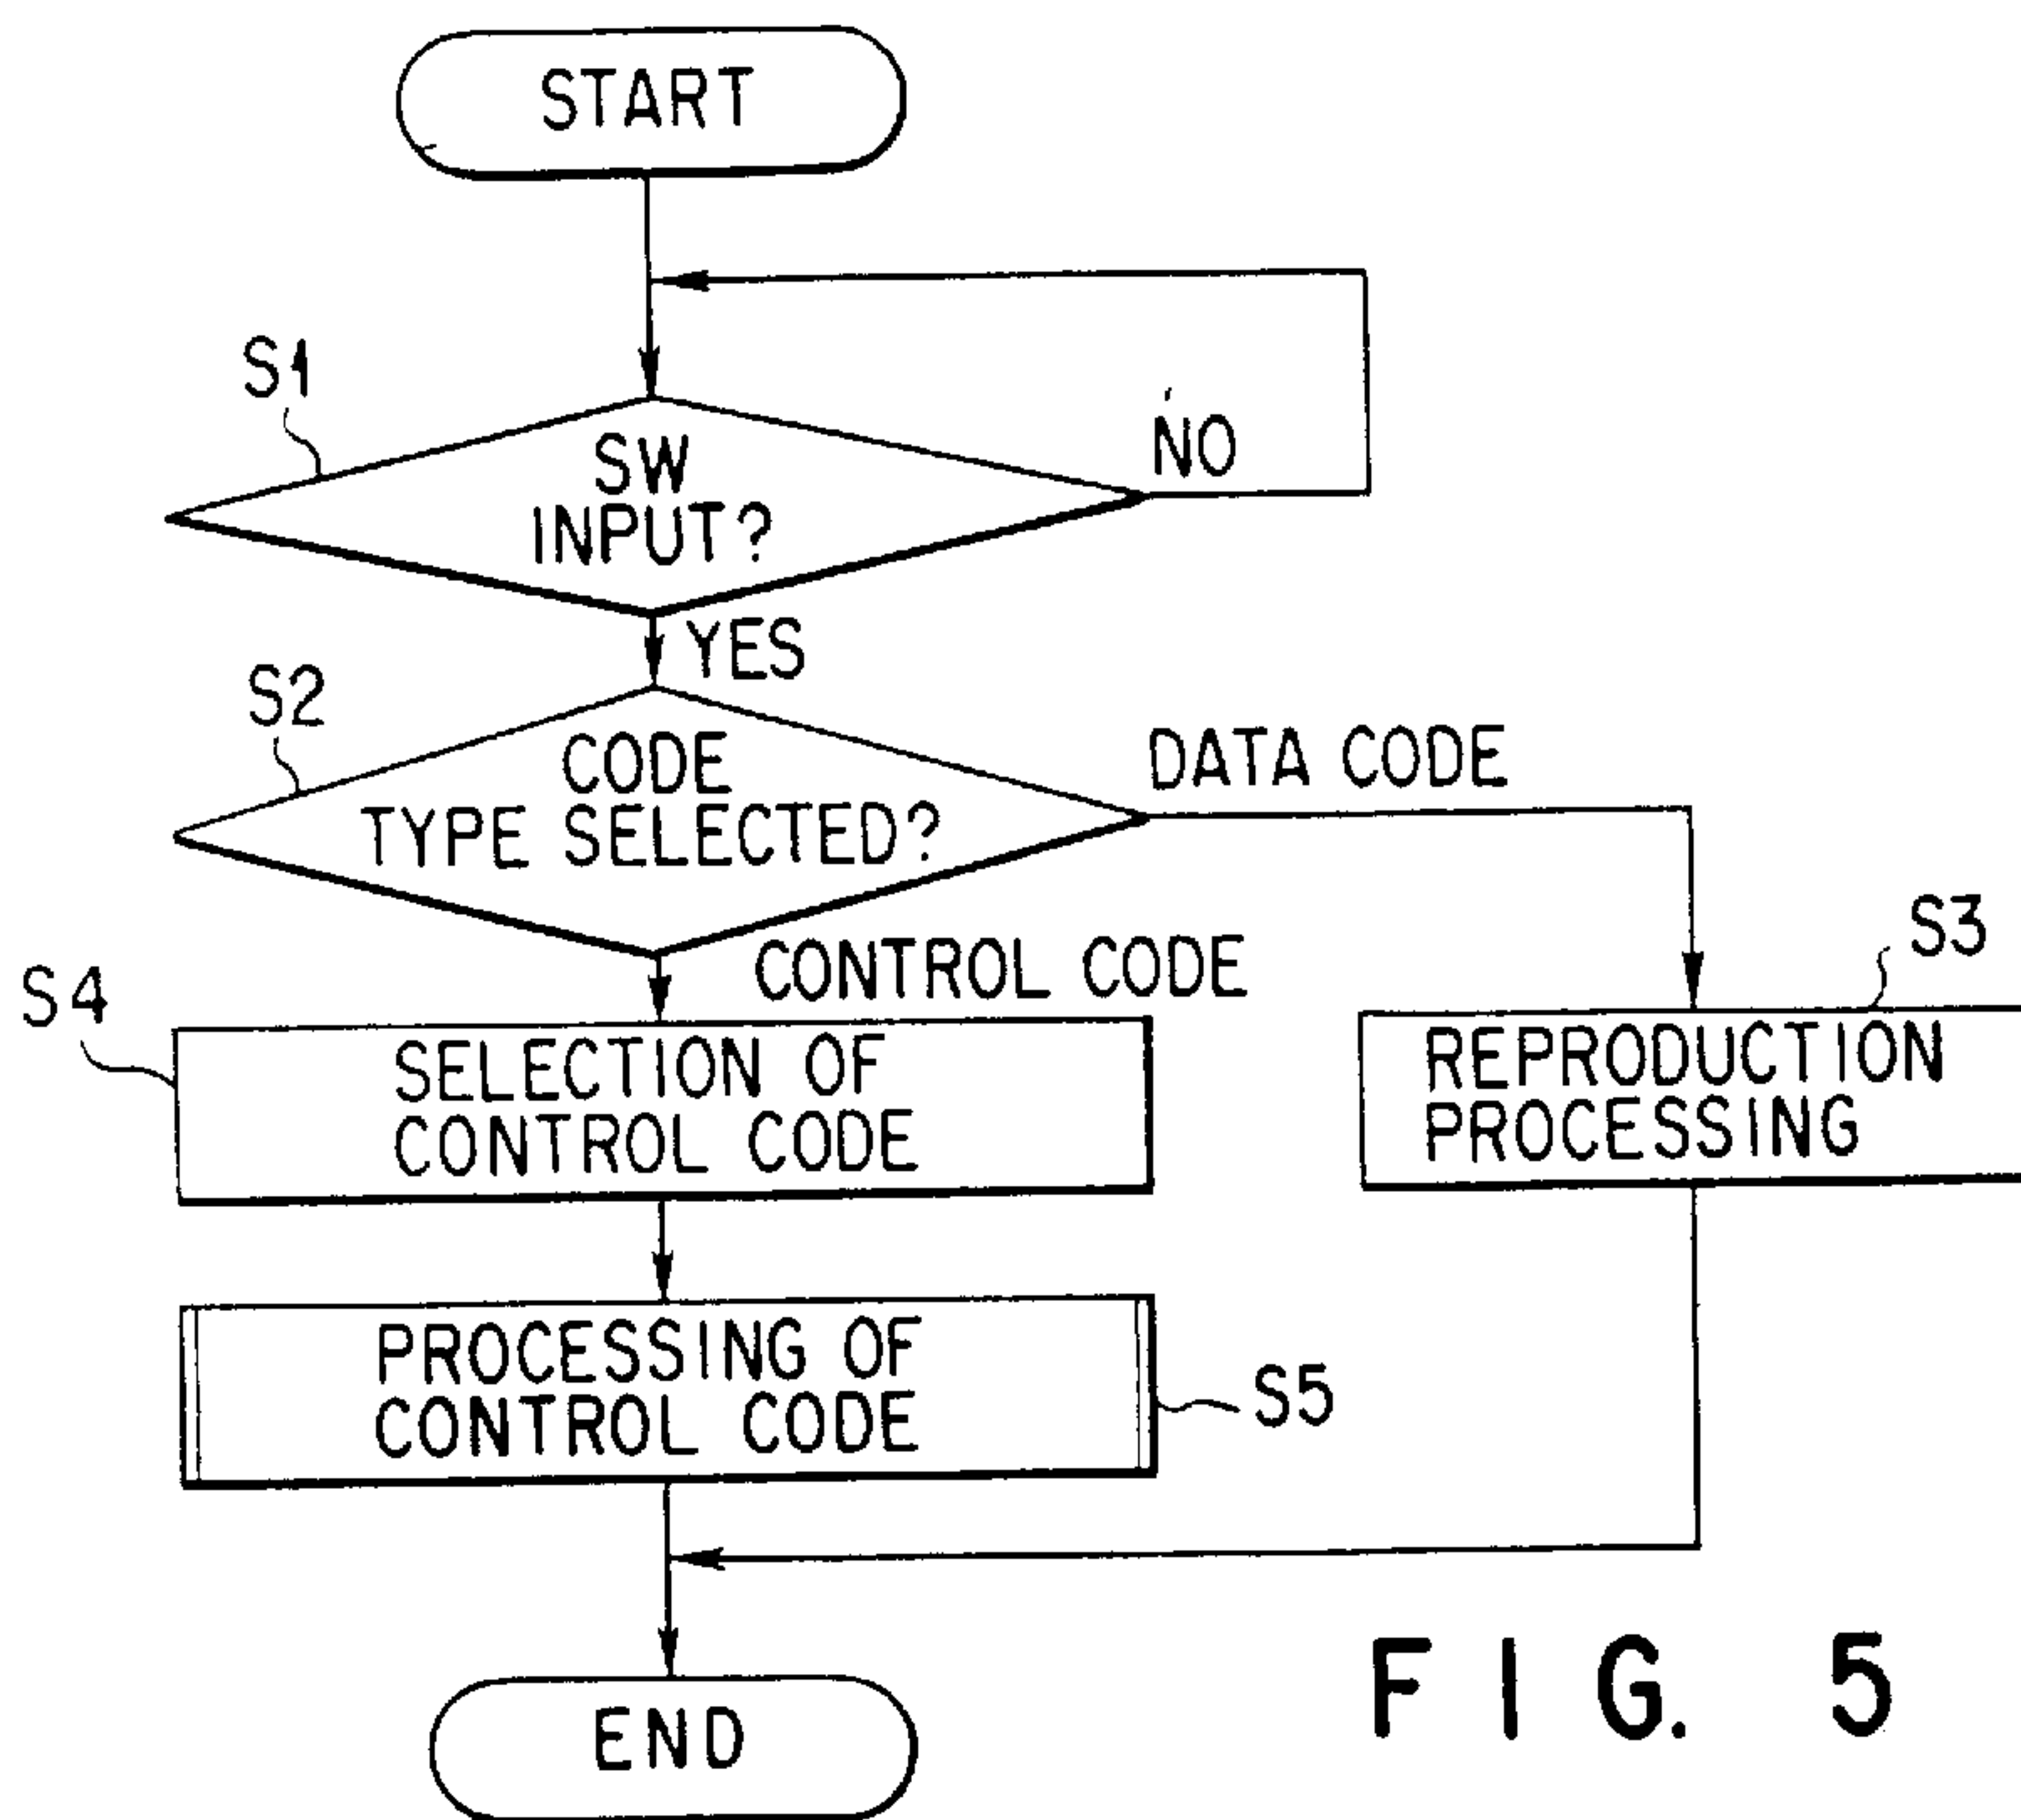 START
S1
SW
INPUT?
NO
YES
S2
CODE
TYPE SELECTED?
DATA CODE
CONTROL CODE
S3
S4
SELECTION OF
CONTROL CODE
REPRODUCTION
PROCESSING
PROCESSING OF
CONTROL CODE
S5
END
FIG. 5